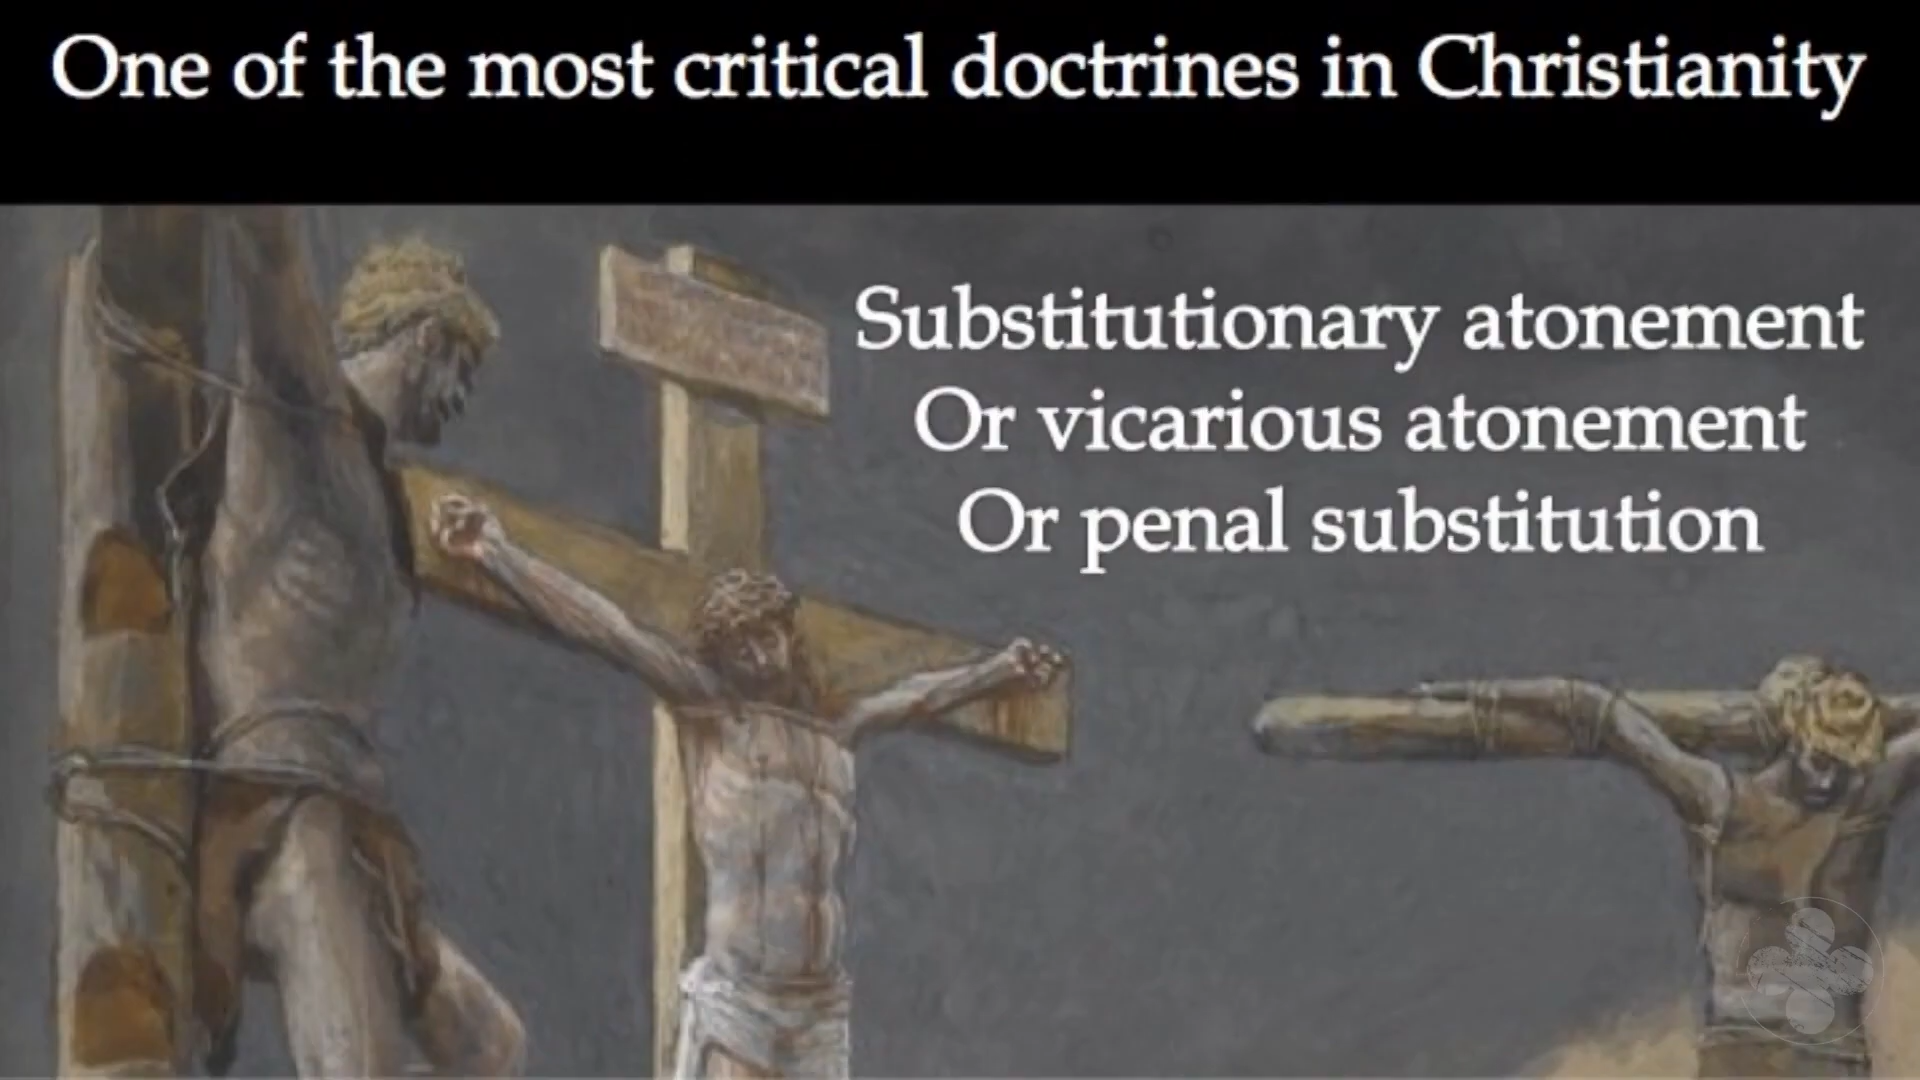 One of the most critical doctrines in Christianity
Substitutionary atonement
Or vicarious atonement
Or penal substitution